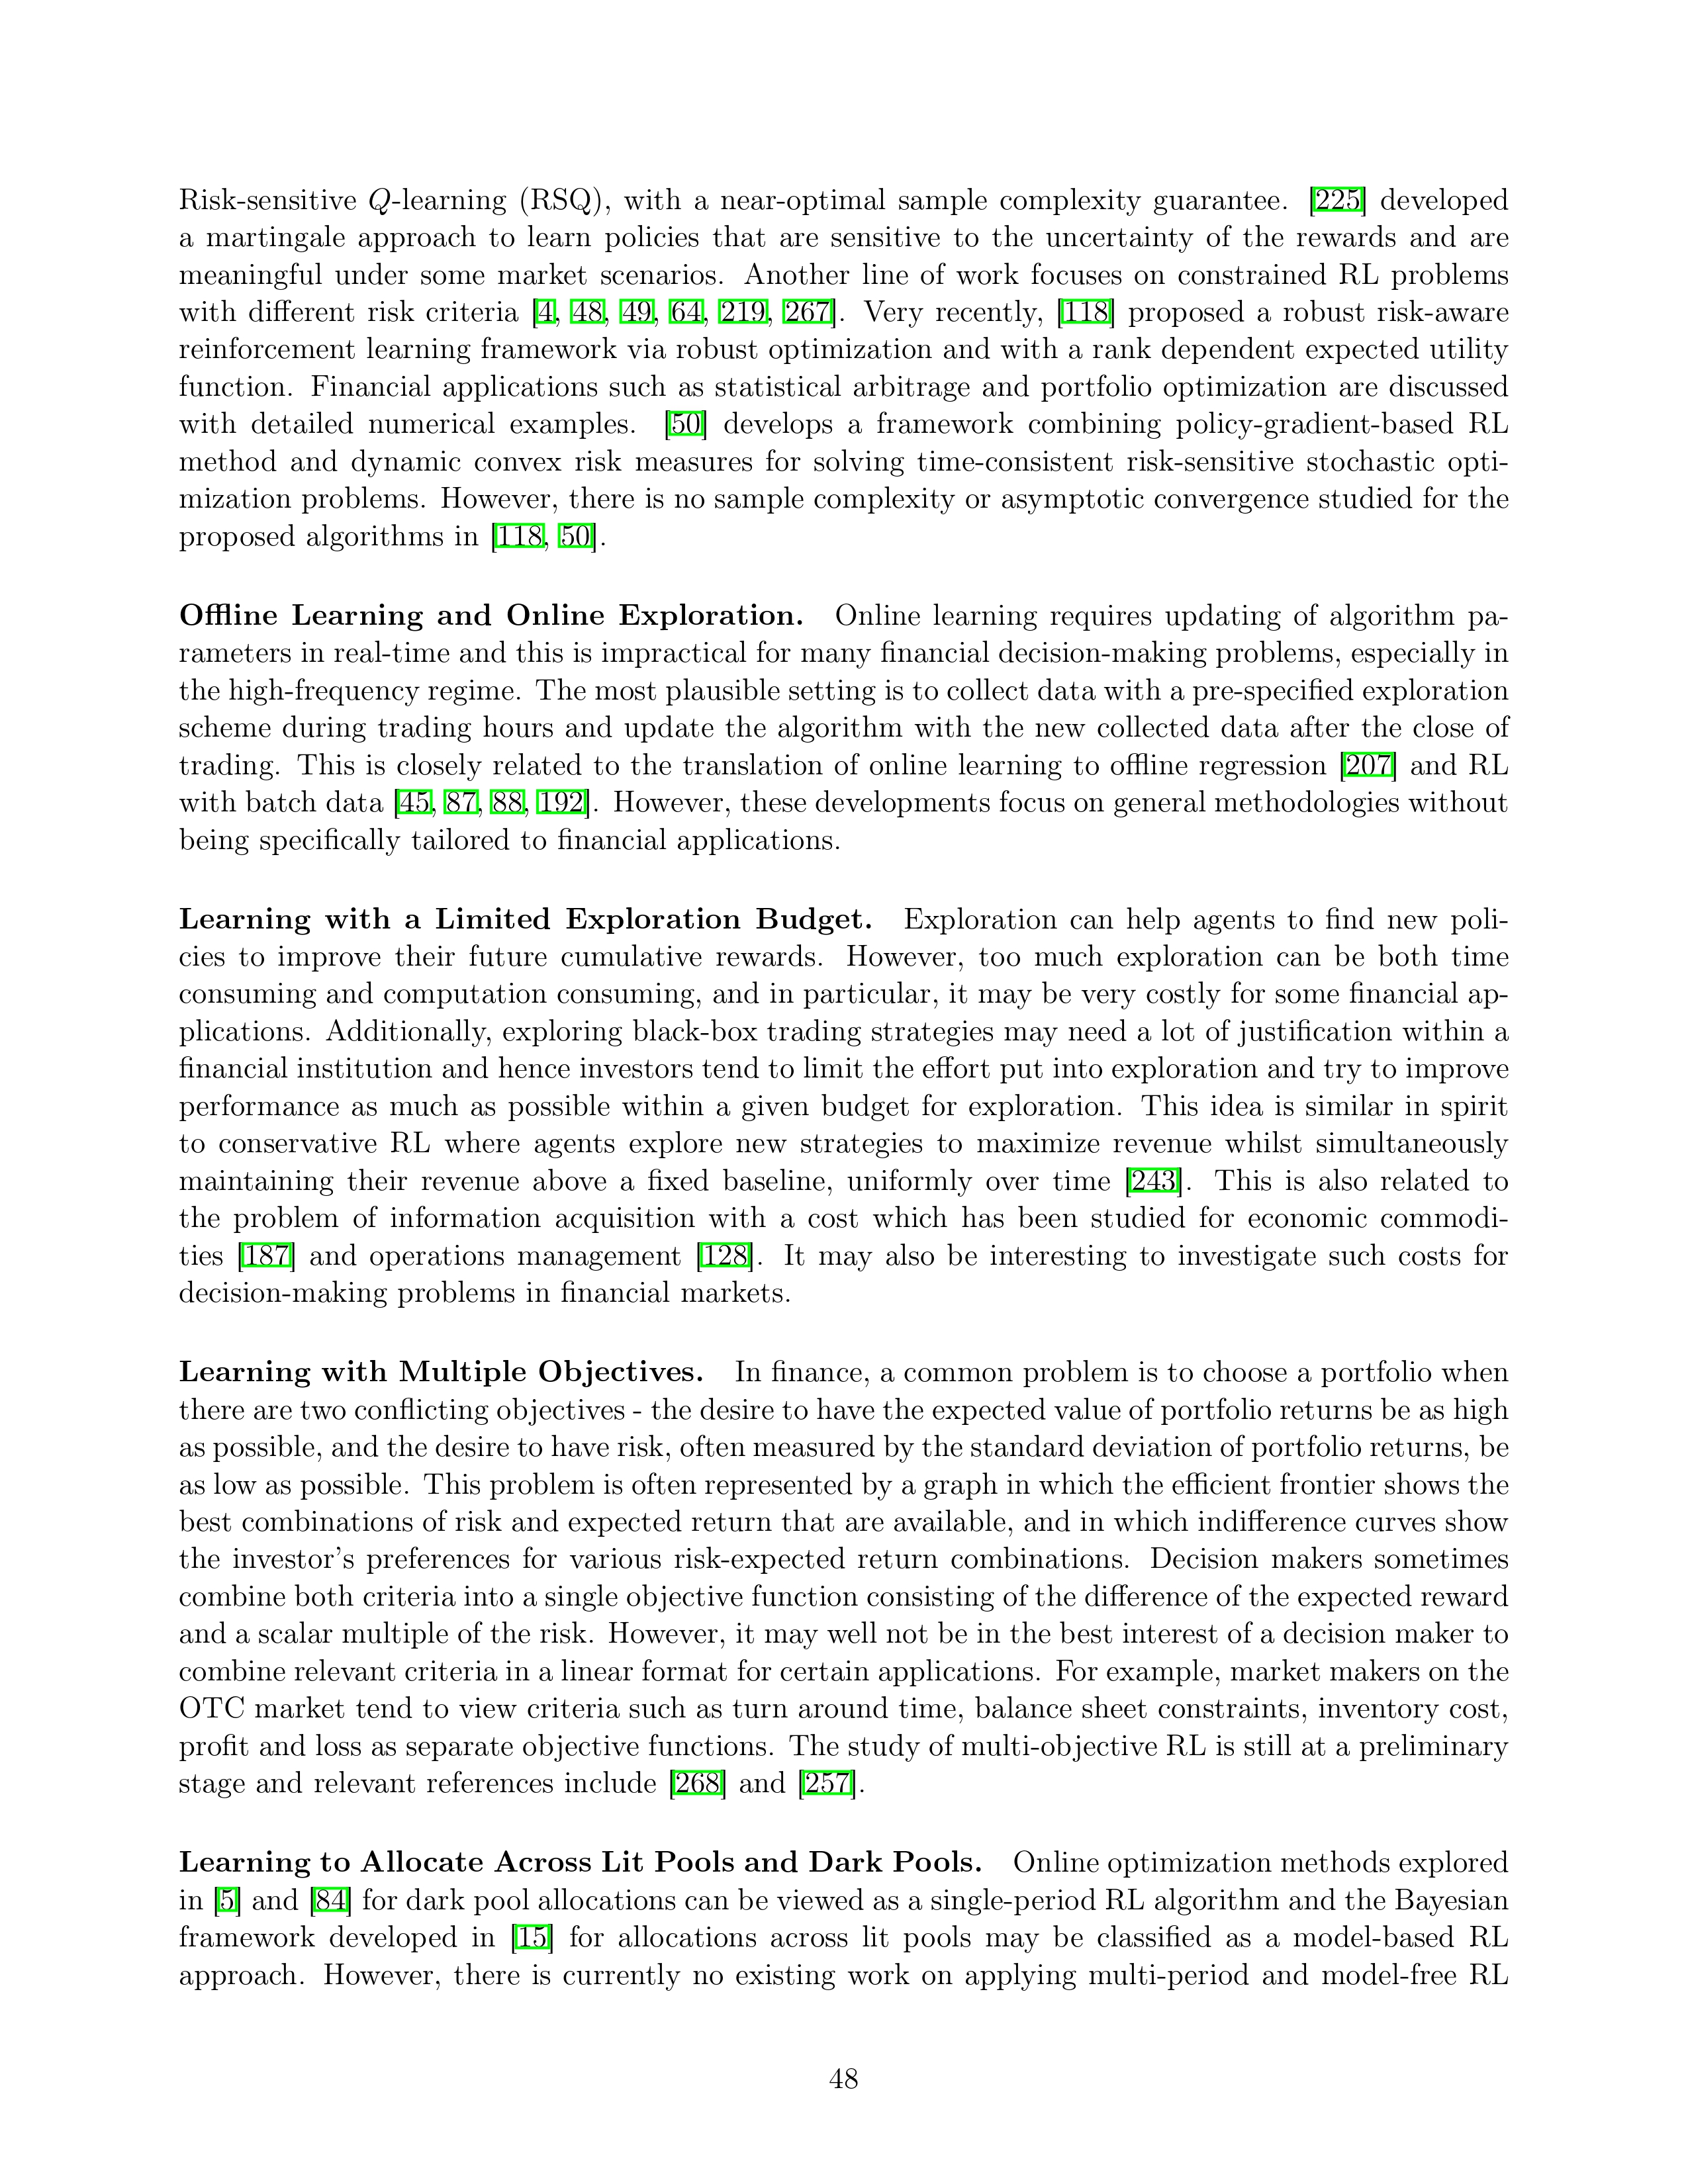 Risk-sensitive Q-learning (RSQ), with a near-optimal sample complexity guarantee. [225] developed
a martingale approach to learn policies that are sensitive to the uncertainty of the rewards and are
meaningful under some market scenarios. Another line of work focuses on constrained RL problems
with different risk criteria [4, 48, 49, 64, 219, 267]. Very recently, [118] proposed a robust risk-aware
reinforcement learning framework via robust optimization and with a rank dependent expected utility
function. Financial applications such as statistical arbitrage and portfolio optimization are discussed
with detailed numerical examples. [50] develops a framework combining policy-gradient-based RL
method and dynamic convex risk measures for solving time-consistent risk-sensitive stochastic opti-
mization problems. However, there is no sample complexity or asymptotic convergence studied for the
proposed algorithms in [118, 50].
Offline Learning and Online Exploration. Online learning requires updating of algorithm pa-
rameters in real-time and this is impractical for many financial decision-making problems, especially in
the high-frequency regime. The most plausible setting is to collect data with a pre-specified exploration
scheme during trading hours and update the algorithm with the new collected data after the close of
trading. This is closely related to the translation of online learning to offline regression [207] and RL
with batch data [45, 87, 88, 192]. However, these developments focus on general methodologies without
being specifically tailored to financial applications.
Learning with a Limited Exploration Budget. Exploration can help agents to find new poli-
cies to improve their future cumulative rewards. However, too much exploration can be both time
consuming and computation consuming, and in particular, it may be very costly for some financial ap-
plications. Additionally, exploring black-box trading strategies may need a lot of justification within a
financial institution and hence investors tend to limit the effort put into exploration and try to improve
performance as much as possible within a given budget for exploration. This idea is similar in spirit
to conservative RL where agents explore new strategies to maximize revenue whilst simultaneously
maintaining their revenue above a fixed baseline, uniformly over time [243]. This is also related to
the problem of information acquisition with a cost which has been studied for economic commodi-
ties [187] and operations management [128]. It may also be interesting to investigate such costs for
decision-making problems in financial markets.
Learning with Multiple Objectives. In finance, a common problem is to choose a portfolio when
there are two conflicting objectives - the desire to have the expected value of portfolio returns be as high
as possible, and the desire to have risk, often measured by the standard deviation of portfolio returns, be
as low as possible. This problem is often represented by a graph in which the efficient frontier shows the
best combinations of risk and expected return that are available, and in which indifference curves show
the investor's preferences for various risk-expected return combinations. Decision makers sometimes
combine both criteria into a single objective function consisting of the difference of the expected reward
and a scalar multiple of the risk. However, it may well not be in the best interest of a decision maker to
combine relevant criteria in a linear format for certain applications. For example, market makers on the
OTC market tend to view criteria such as turn around time, balance sheet constraints, inventory cost,
profit and loss as separate objective functions. The study of multi-objective RL is still at a preliminary
stage and relevant references include [268] and [257].
Learning to Allocate Across Lit Pools and Dark Pools. Online optimization methods explored
in [5] and [84] for dark pool allocations can be viewed as a single-period RL algorithm and the Bayesian
framework developed in [15] for allocations across lit pools may be classified as a model-based RL
approach. However, there is currently no existing work on applying multi-period and model-free RL
48